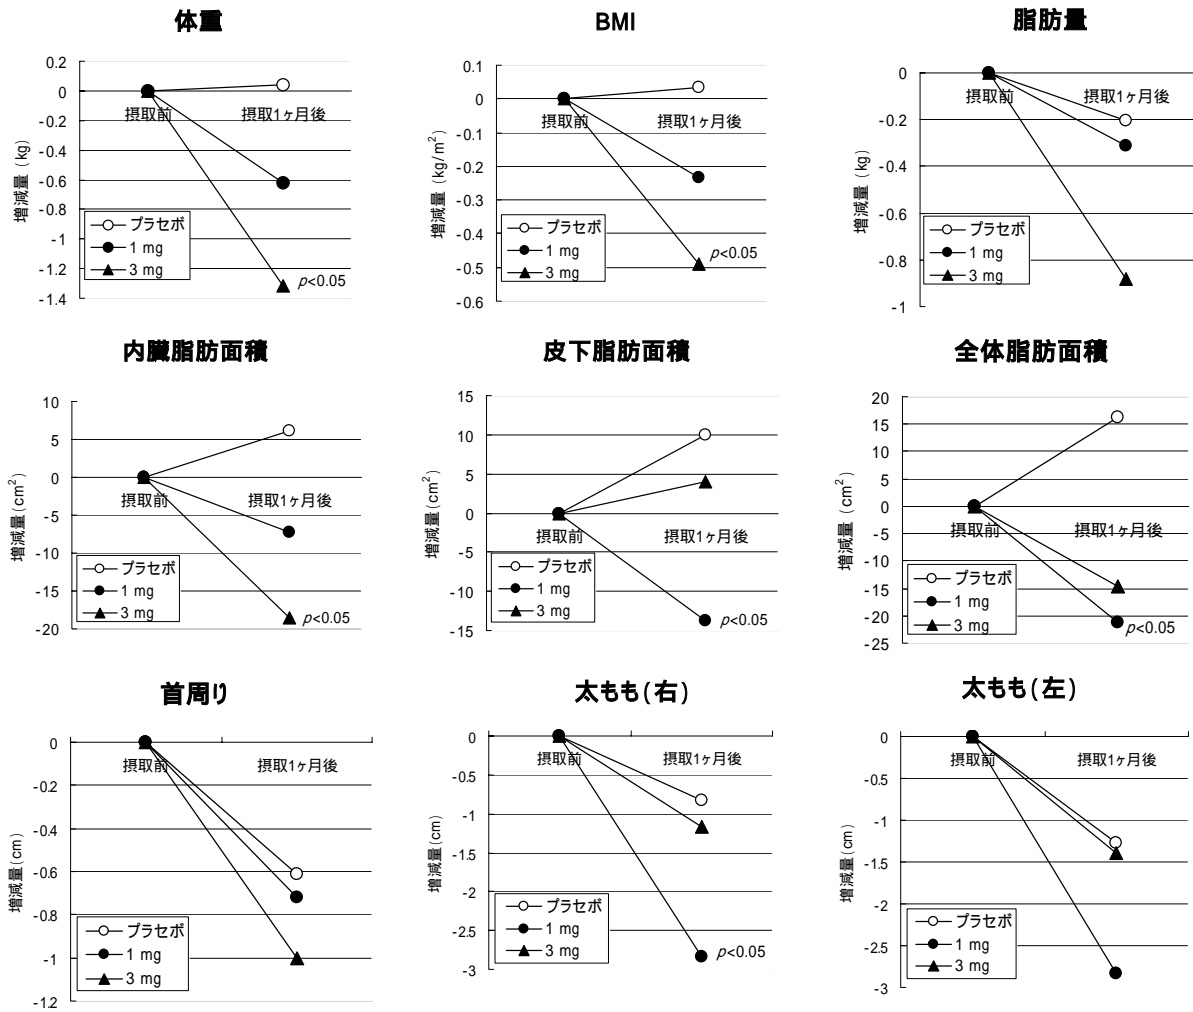 体重
0.2
0
-0.2
-0.4
-0.6
-0.8
-1
-1.2
-1.4
増減量 (kg)
摂取前
摂取1ヶ月後
プラセボ
1 mg
3 mg
p<0.05
BMI
0.1
0
-0.1
-0.2
-0.3
-0.4
-0.5
-0.6
増減量 (kg/m²)
摂取前
摂取1ヶ月後
プラセボ
1 mg
3 mg
p<0.05
脂肪量
0
-0.2
-0.4
-0.6
-0.8
-1
増減量 (kg)
摂取前
摂取1ヶ月後
プラセボ
1 mg
3 mg
内臓脂肪面積
10
5
0
-5
-10
-15
-20
増減量(cm²)
摂取前
摂取1ヶ月後
プラセボ
1 mg
3 mg
p<0.05
皮下脂肪面積
15
10
5
0
-5
-10
-15
増減量(cm²)
摂取前
摂取1ヶ月後
プラセボ
1 mg
3 mg
p<0.05
全体脂肪面積
20
15
10
5
0
-5
-10
-15
-20
-25
増減量 (cm²)
摂取前
摂取1ヶ月後
プラセボ
1 mg
3 mg
p<0.05
首周り
0
-0.2
-0.4
-0.6
-0.8
-1
-1.2
増減量(cm)
摂取前
摂取1ヶ月後
プラセボ
1 mg
3 mg
太もも(右)
0
-0.5
-1
-1.5
-2
-2.5
-3
増減量(cm)
摂取前
摂取1ヶ月後
プラセボ
1 mg
3 mg
p<0.05
太もも(左)
0
-0.5
-1
-1.5
-2
-2.5
-3
増減量(cm)
摂取前
摂取1ヶ月後
プラセボ
1 mg
3 mg